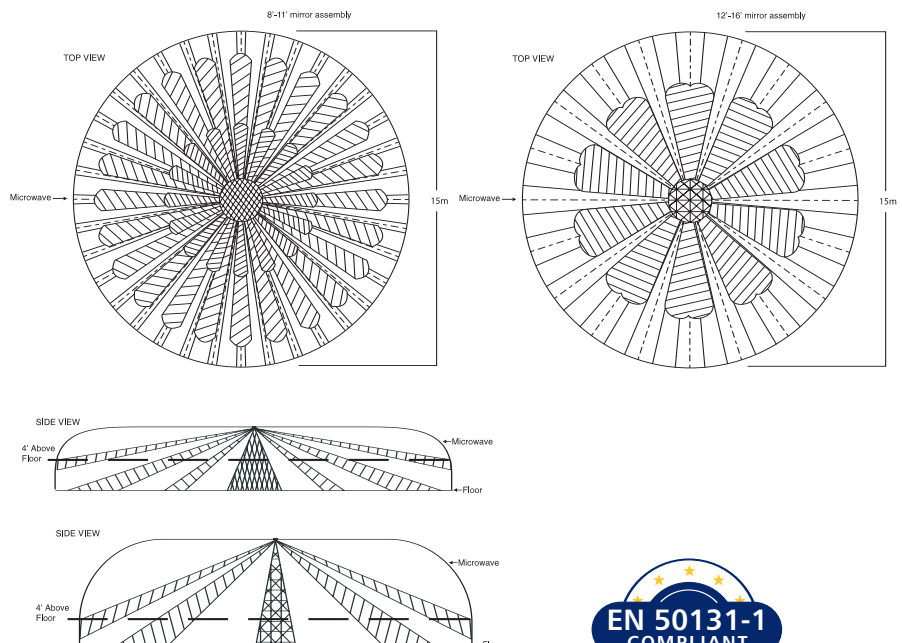 8'-11' mirror assembly
TOP VIEW
Microwave
15m
12'-16' mirror assembly
TOP VIEW
Microwave
15m
SIDE VIEW
4' Above
Floor
Microwave
Floor
SIDE VIEW
4' Above
Floor
Microwave
EN 50131-1
COMPLIANT